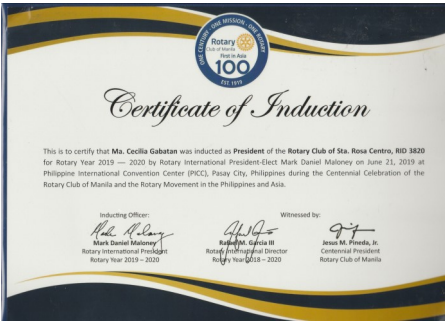 ONE CENTURY · ONE MISSION · ONE ROTARY
Rotary
Club of Manila
First in Asia
100
EST 1919
Certificate of Induction
This is to certify that Ma. Cecilia Gabatan was inducted as President of the Rotary Club of Sta. Rosa Centro, RID 3820
for Rotary Year 2019 — 2020 by Rotary International President-Elect Mark Daniel Maloney on June 21, 2019 at
Philippine International Convention Center (PICC), Pasay City, Philippines during the Centennial Celebration of the
Rotary Club of Manila and the Rotary Movement in the Philippines and Asia.
Inducting Officer:
Witnessed by:
Mark Daniel Maloney
Rotary International President
Rotary Year 2019 – 2020
Rafael M. Garcia III
Rotary International Director
Rotary Year 2018 – 2020
Jesus M. Pineda, Jr.
Centennial President
Rotary Club of Manila